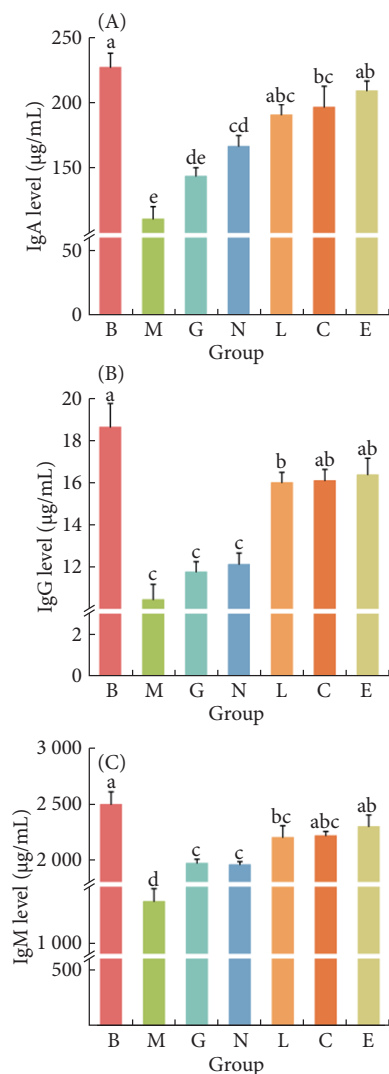 (A)
250
200
150
50
0
IgA level (μg/mL)
a
e
de
cd
abc
bc
ab
B M G N L C E
Group
(B)
20
18
16
14
12
2
0
IgG level (μg/mL)
a
c
c
c
b
ab
ab
B M G N L C E
Group
(C)
3 000
2 500
2 000
1 000
500
IgM level (μg/mL)
a
d
c
c
bc
abc
ab
B M G N L C E
Group